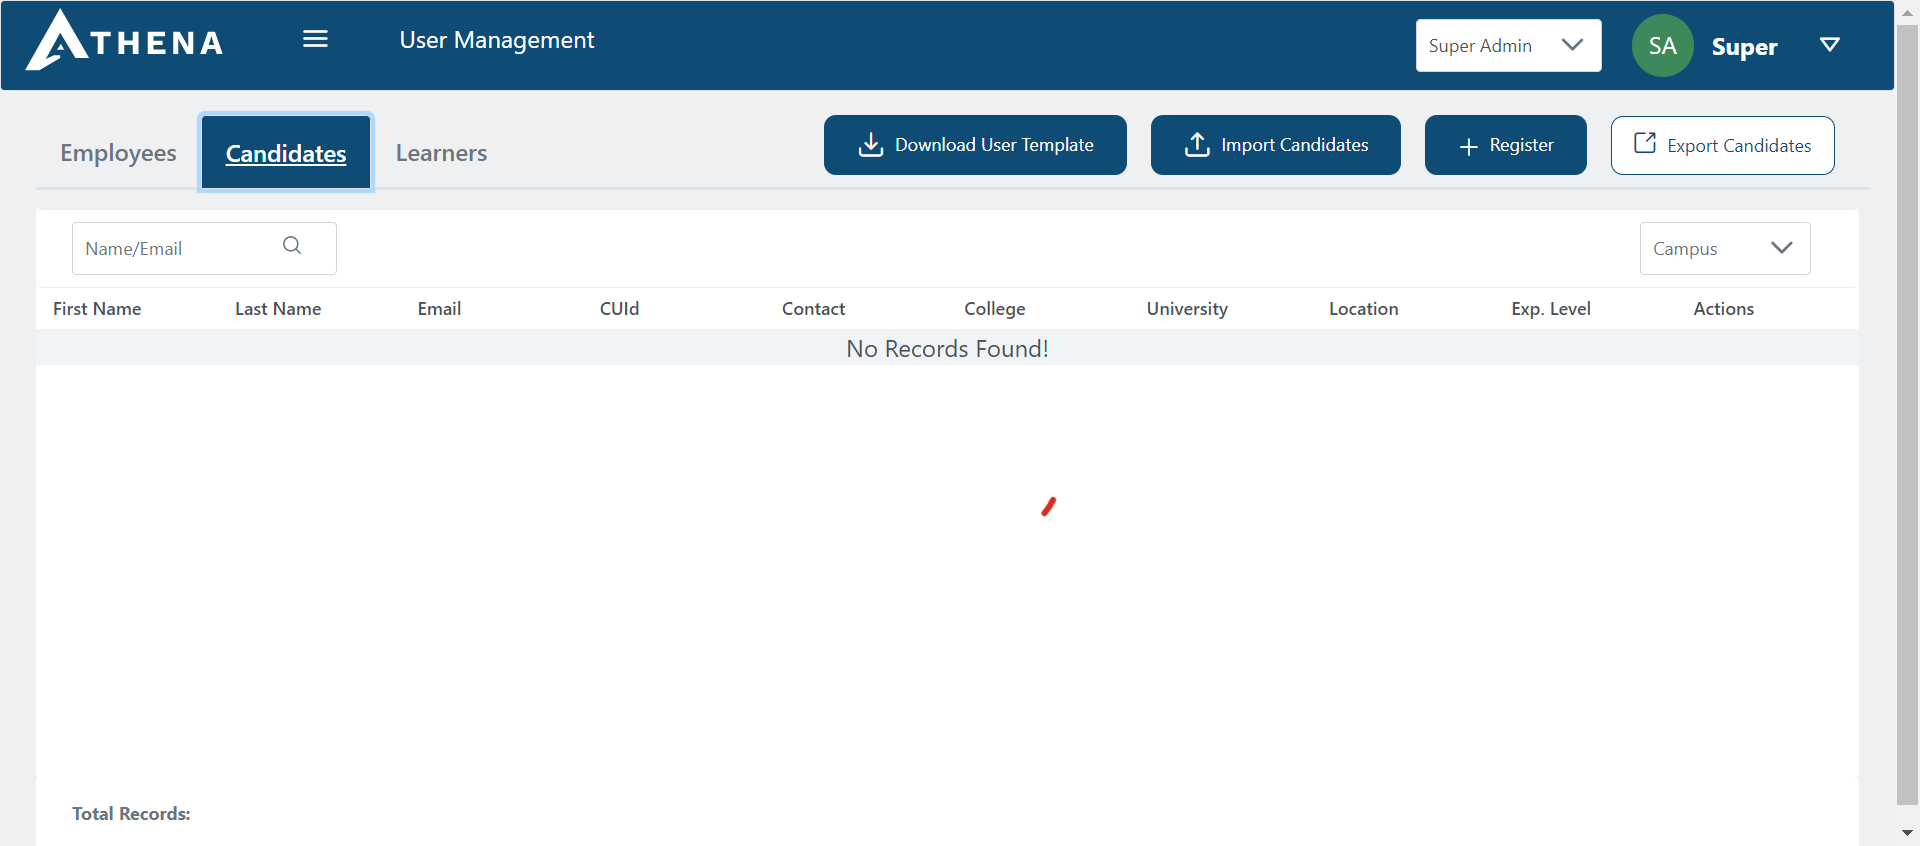 ATHENA
User Management
Super Admin
SA
Super
Employees
Candidates
Learners
Download User Template
Import Candidates
Register
Export Candidates
Name/Email
Campus
First Name Last Name Email CUId Contact College University Location Exp. Level Actions
No Records Found!
Total Records: